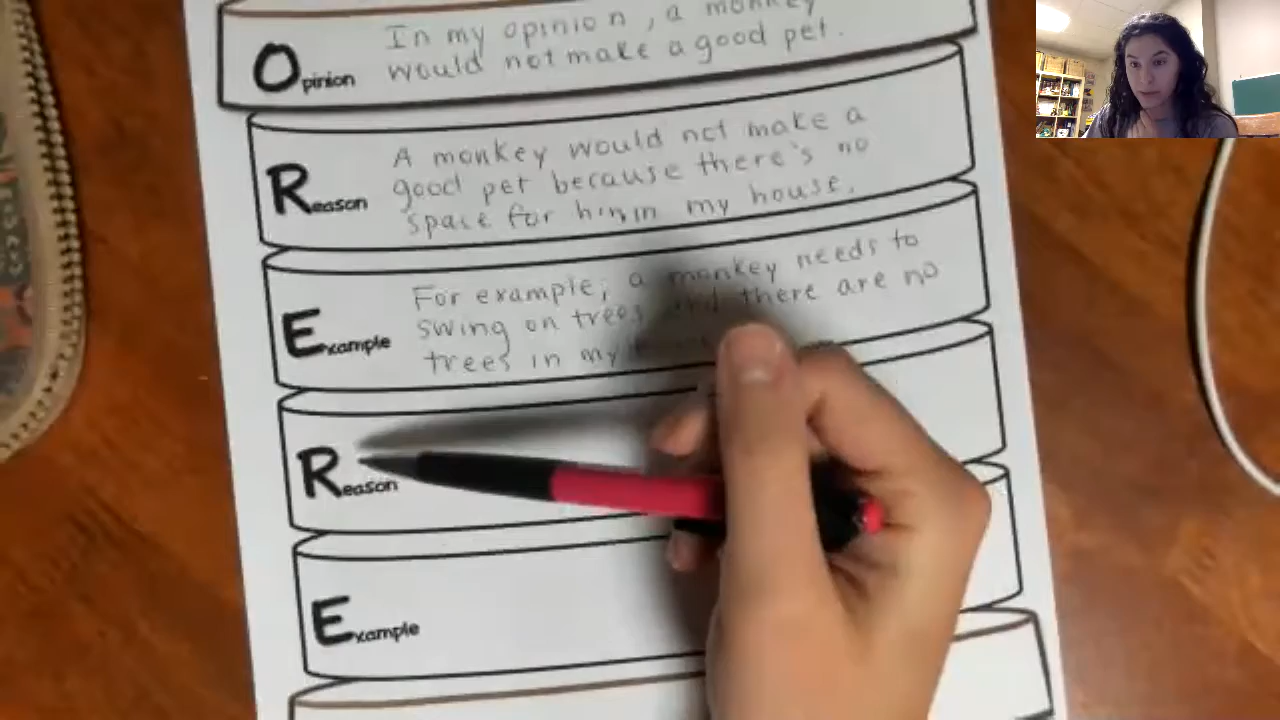 In my opinion, a monkey
would not make a good pet.
Opinion
A monkey would not make a
good pet because there's no
space for him in my house.
Reason
For example, a monkey needs to
swing on trees and there are no
trees in my
Example
Reason
Example